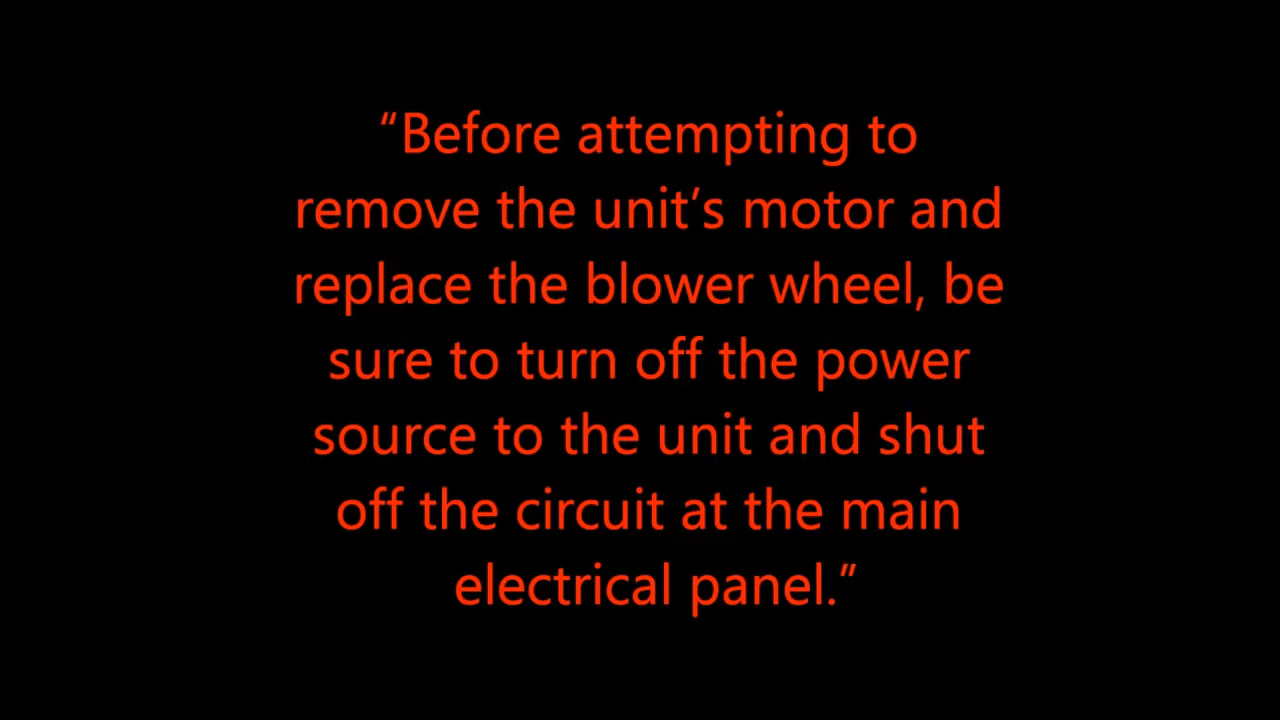 “Before attempting to
remove the unit’s motor and
replace the blower wheel, be
sure to turn off the power
source to the unit and shut
off the circuit at the main
electrical panel.”